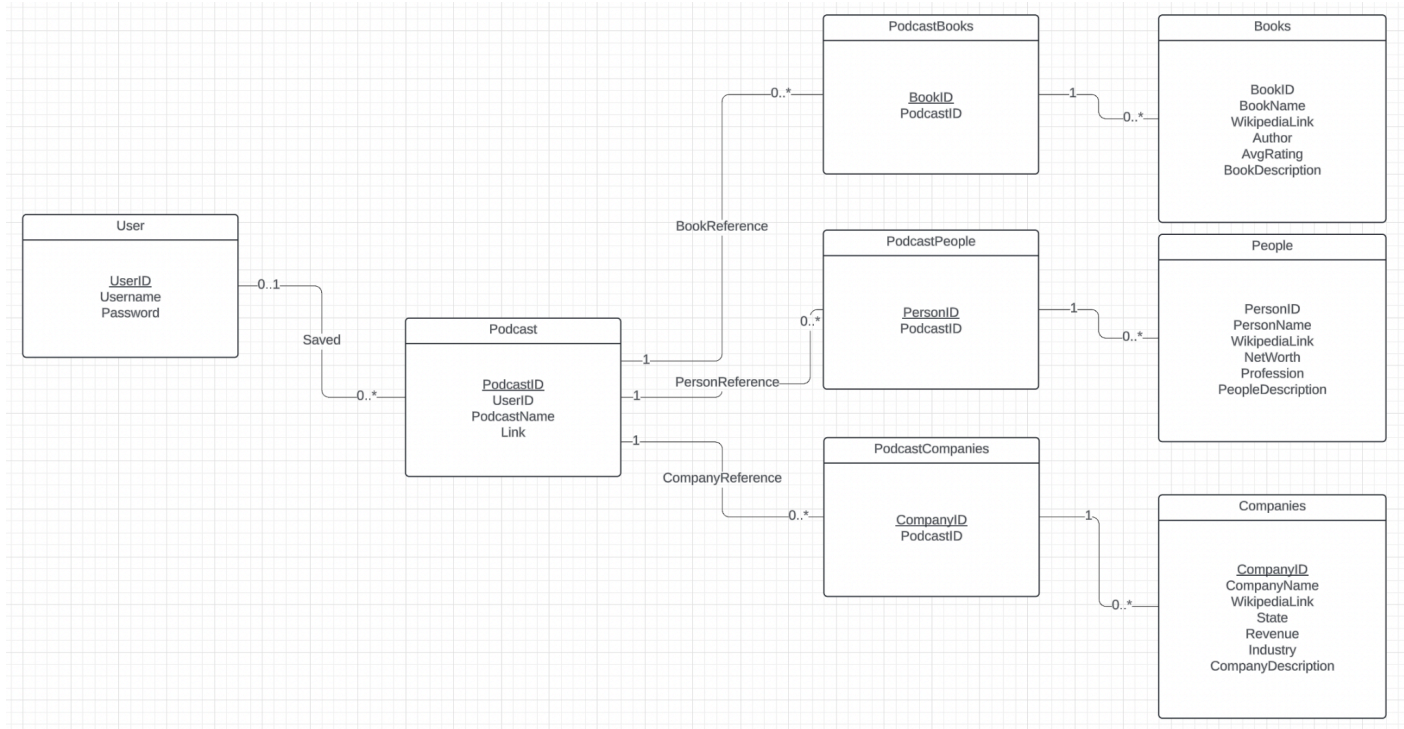 PodcastBooks
BookID
PodcastID
0..*
1
0..*
Books
BookID
BookName
WikipediaLink
Author
AvgRating
BookDescription
User
UserID
Username
Password
0..1
Saved
0..*
Podcast
PodcastID
UserID
PodcastName
Link
1
BookReference
1
PersonReference
0..*
1
CompanyReference
0..*
PodcastPeople
PersonID
PodcastID
1
0..*
People
PersonID
PersonName
WikipediaLink
NetWorth
Profession
PeopleDescription
PodcastCompanies
CompanyID
PodcastID
1
0..*
Companies
CompanyID
CompanyName
WikipediaLink
State
Revenue
Industry
CompanyDescription